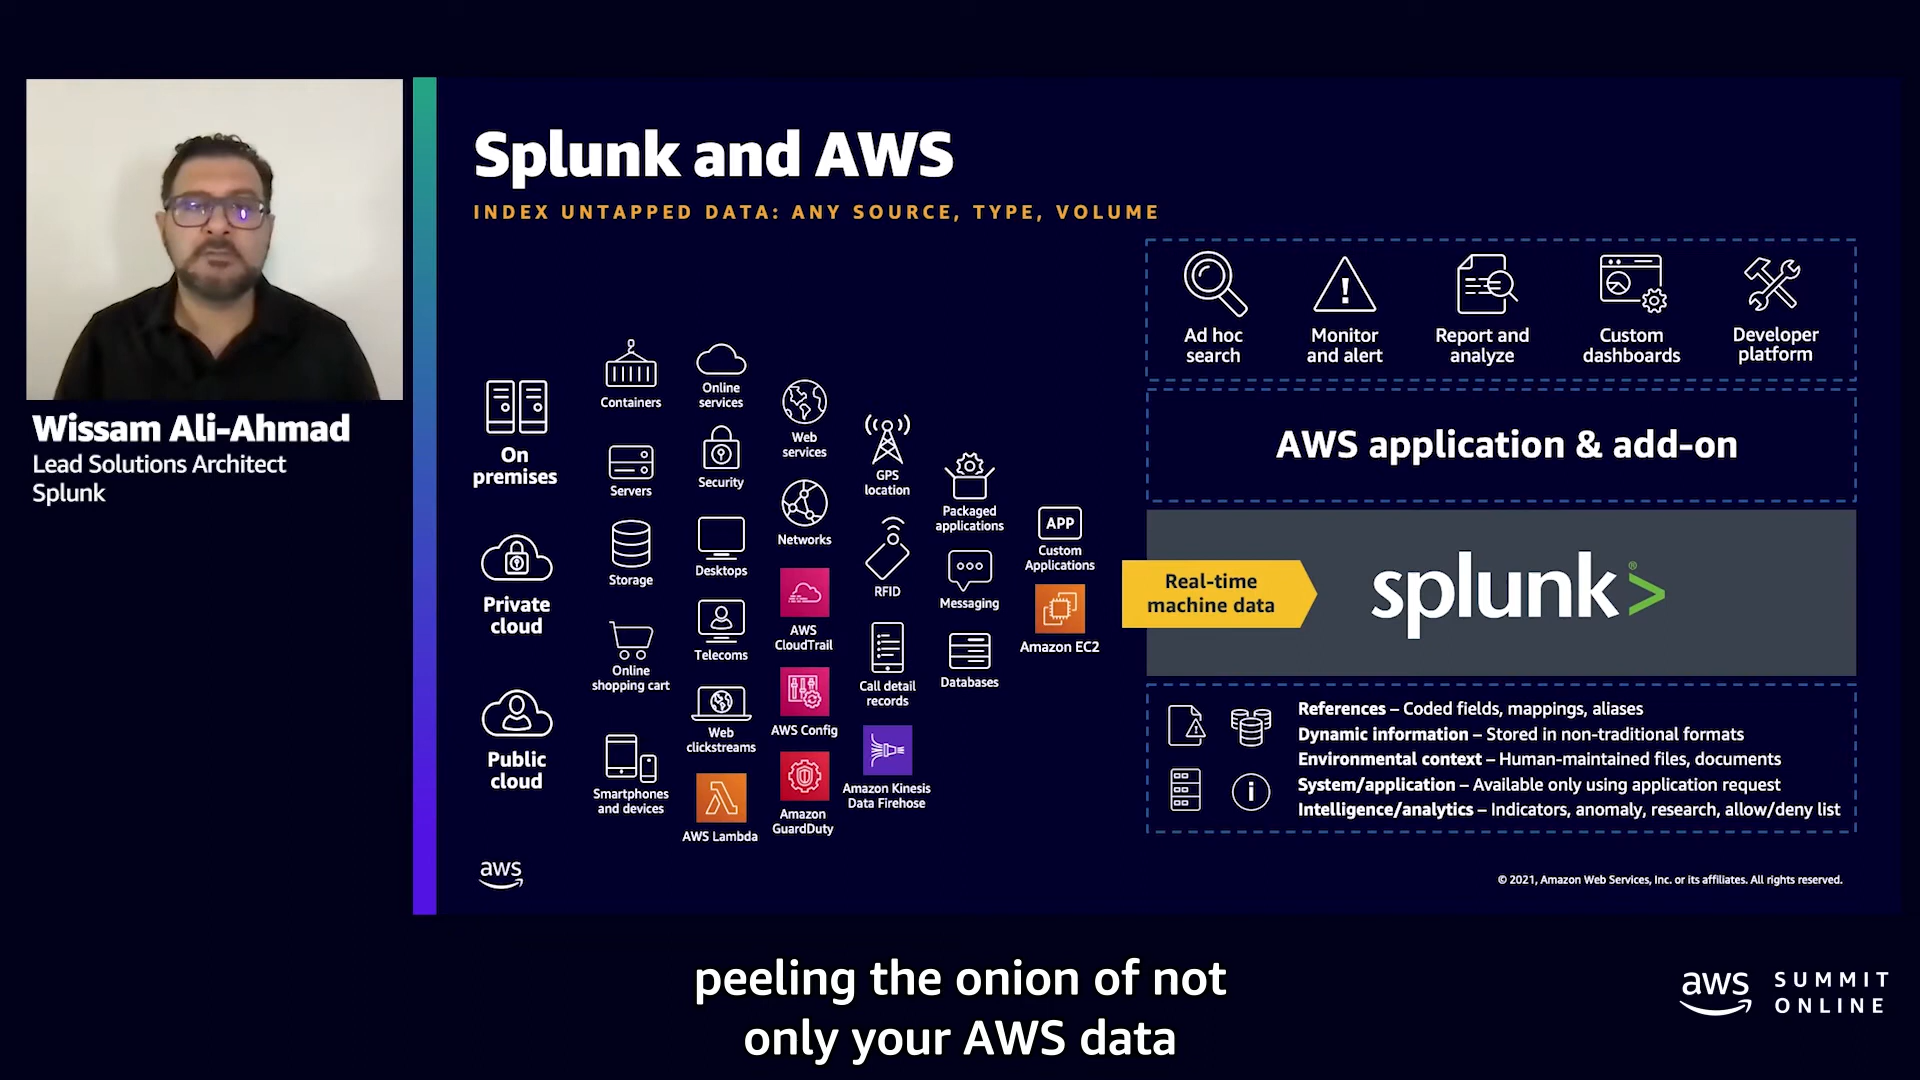 Wissam Ali-Ahmad
Lead Solutions Architect
Splunk
Splunk and AWS
INDEX UNTAPPED DATA: ANY SOURCE, TYPE, VOLUME
On
premises
Private
cloud
Public
cloud
Containers
Servers
Storage
Online
shopping cart
Smartphones
and devices
Online
services
Security
Desktops
Telecoms
Web
clickstreams
AWS Lambda
Web
services
Networks
AWS
CloudTrail
AWS Config
Amazon
GuardDuty
GPS
location
RFID
Call detail
records
Amazon Kinesis
Data Firehose
Packaged
applications
Messaging
Databases
APP
Custom
Applications
Amazon EC2
Ad hoc
search
Monitor
and alert
Report and
analyze
Custom
dashboards
Developer
platform
AWS application & add-on
Real-time
machine data
splunk>®
References – Coded fields, mappings, aliases
Dynamic information – Stored in non-traditional formats
Environmental context – Human-maintained files, documents
System/application – Available only using application request
Intelligence/analytics – Indicators, anomaly, research, allow/deny list
aws
© 2021, Amazon Web Services, Inc. or its affiliates. All rights reserved.
peeling the onion of not
only your AWS data
aws SUMMIT
ONLINE